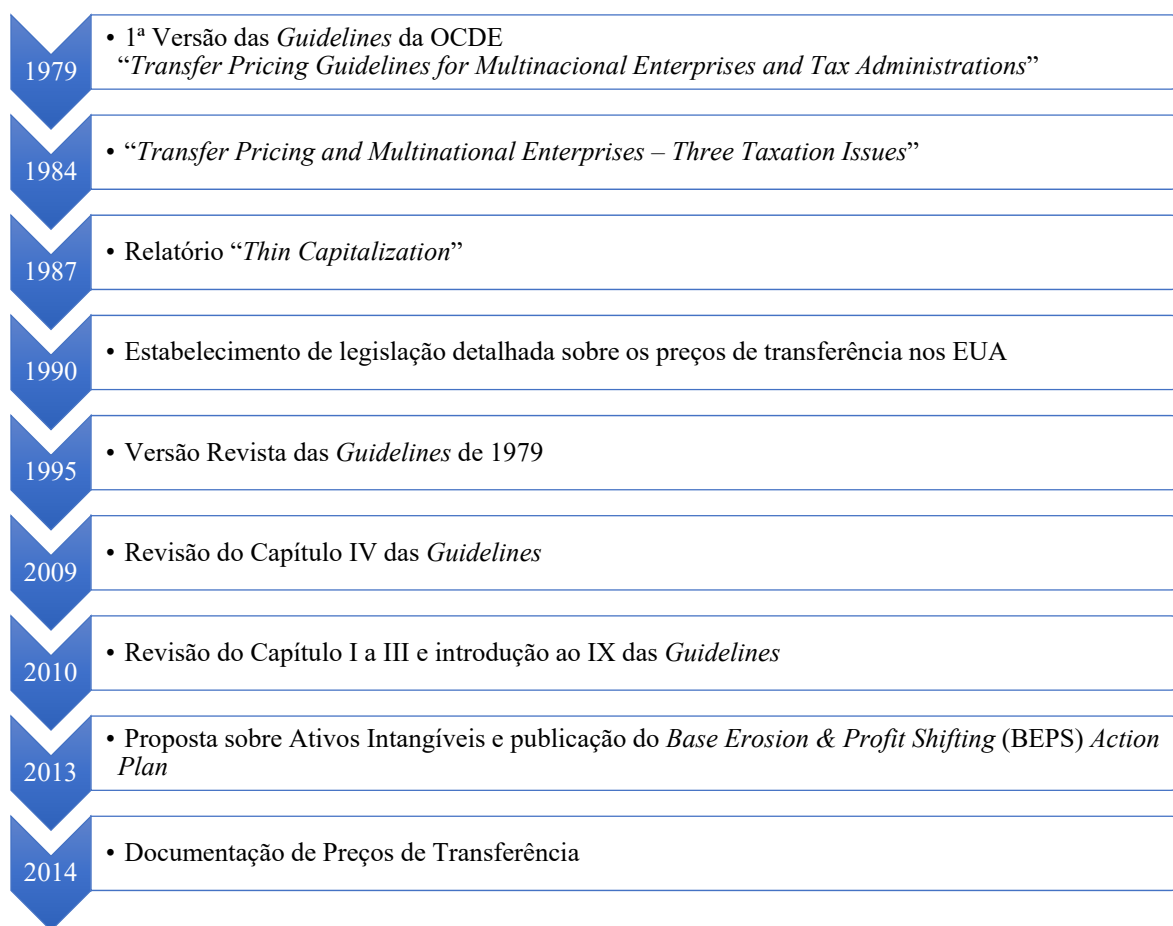 1979
• 1ª Versão das Guidelines da OCDE
“Transfer Pricing Guidelines for Multinacional Enterprises and Tax Administrations”
1984
• “Transfer Pricing and Multinational Enterprises – Three Taxation Issues”
1987
• Relatório “Thin Capitalization”
1990
• Estabelecimento de legislação detalhada sobre os preços de transferência nos EUA
1995
• Versão Revista das Guidelines de 1979
2009
• Revisão do Capítulo IV das Guidelines
2010
• Revisão do Capítulo I a III e introdução ao IX das Guidelines
2013
• Proposta sobre Ativos Intangíveis e publicação do Base Erosion & Profit Shifting (BEPS) Action
Plan
2014
• Documentação de Preços de Transferência